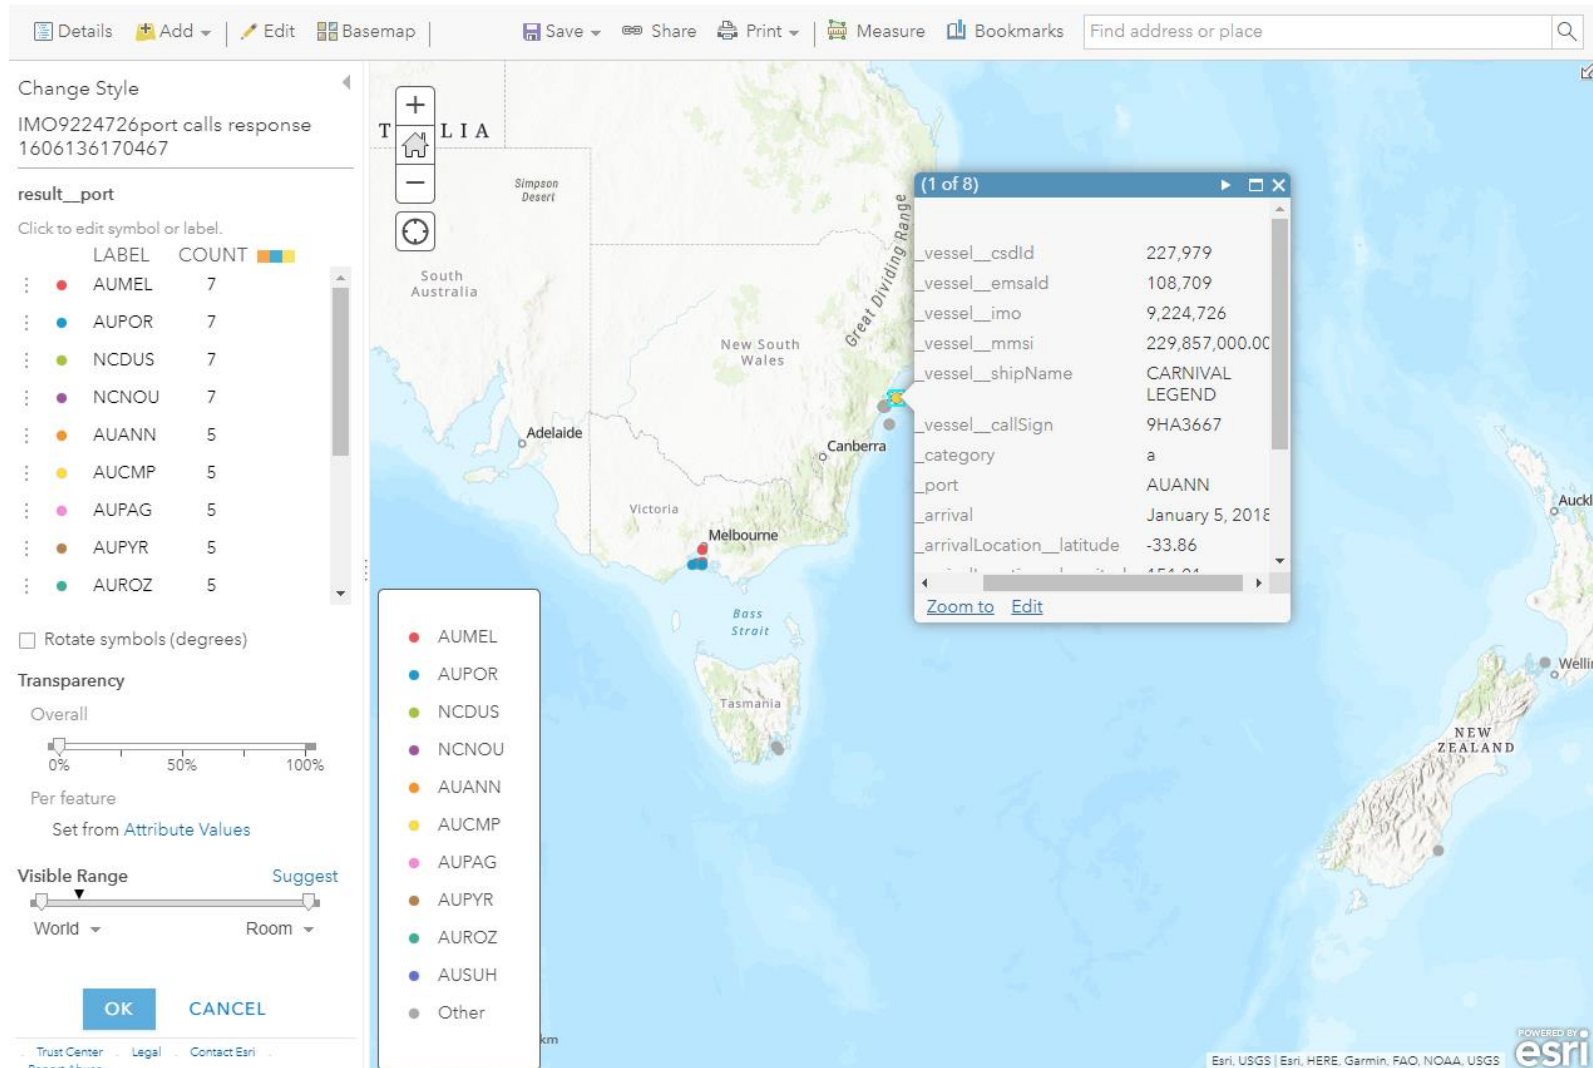 Details Add Edit Basemap Save Share Print Measure Bookmarks Find address or place
Change Style
IMO9224726port calls response
1606136170467
result__port
Click to edit symbol or label.
LABEL COUNT
AUMEL 7
AUPOR 7
NCDUS 7
NCNOU 7
AUANN 5
AUCMP 5
AUPAG 5
AUPYR 5
AUROZ 5
Rotate symbols (degrees)
Transparency
Overall
0% 50% 100%
Per feature
Set from Attribute Values
Visible Range Suggest
World Room
OK CANCEL
Trust Center Legal Contact Esri
T LIA
Simpson
Desert
South
Australia
Great Dividing Range
New South
Wales
Adelaide
Canberra
Victoria
Melbourne
Bass
Strait
Tasmania
AUMEL
AUPOR
NCDUS
NCNOU
AUANN
AUCMP
AUPAG
AUPYR
AUROZ
AUSUH
Other
km
(1 of 8)
_vessel__csdId 227,979
_vessel__emsaId 108,709
_vessel__imo 9,224,726
_vessel__mmsi 229,857,000.00
_vessel__shipName CARNIVAL
LEGEND
_vessel__callSign 9HA3667
_category a
_port AUANN
_arrival January 5, 2018
_arrivalLocation__latitude -33.86
Zoom to Edit
Auckl
Wellin
NEW
ZEALAND
POWERED BY
esri
Esri, USGS | Esri, HERE, Garmin, FAO, NOAA, USGS